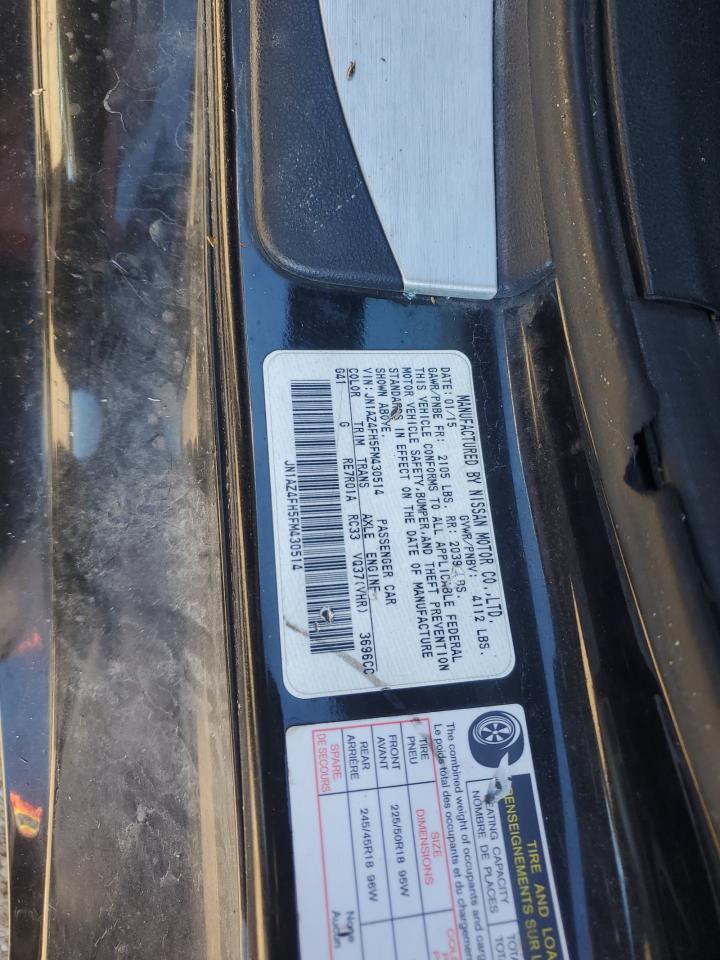 MANUFACTURED BY NISSAN MOTOR CO.,LTD.
DATE: 01/15 GVWR/PNBV: 4112 LBS.
GAWR/PNBE FR: 2105 LBS RR: 2039 LBS.
THIS VEHICLE CONFORMS TO ALL APPLICABLE FEDERAL
MOTOR VEHICLE SAFETY,BUMPER,AND THEFT PREVENTION
STANDARDS IN EFFECT ON THE DATE OF MANUFACTURE
SHOWN ABOVE.
VIN:JN1AZ4FH5FM430514 PASSENGER CAR
COLOR TRIM TRANS AXLE ENGINE
G41 G RE7R01A RC33 VQ37(VHR) 3696CC
JN1AZ4FH5FM430514
TIRE AND
RENSEIGNEMENTS SUR
SEATING CAPACITY
NOMBRE DE PLACES
The combined weight of occupants and
Le poids total des occupants et du chargement
TIRE SIZE
PNEU DIMENSIONS
FRONT 225/50R18 95W
AVANT
REAR 245/45R18 96W
ARRIÈRE
SPARE None
DE SECOURS Aucun